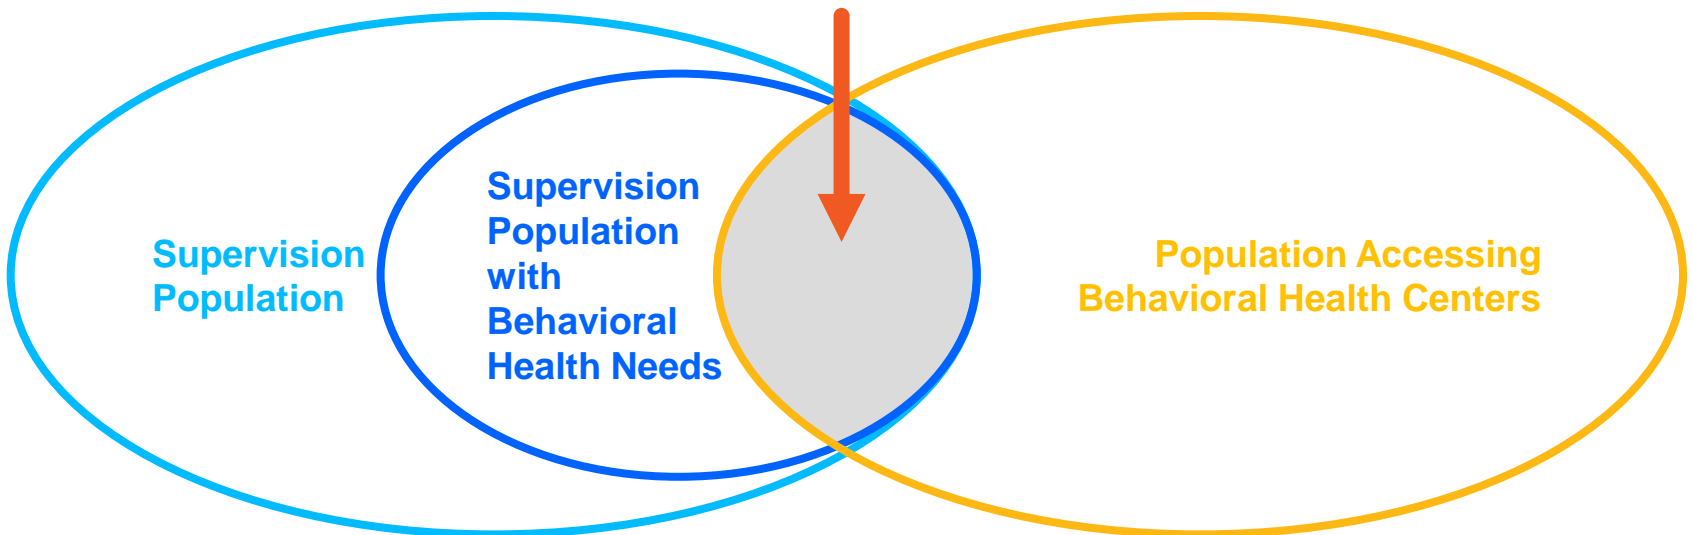 Supervision
Population
Supervision
Population
with
Behavioral
Health Needs
Population Accessing
Behavioral Health Centers